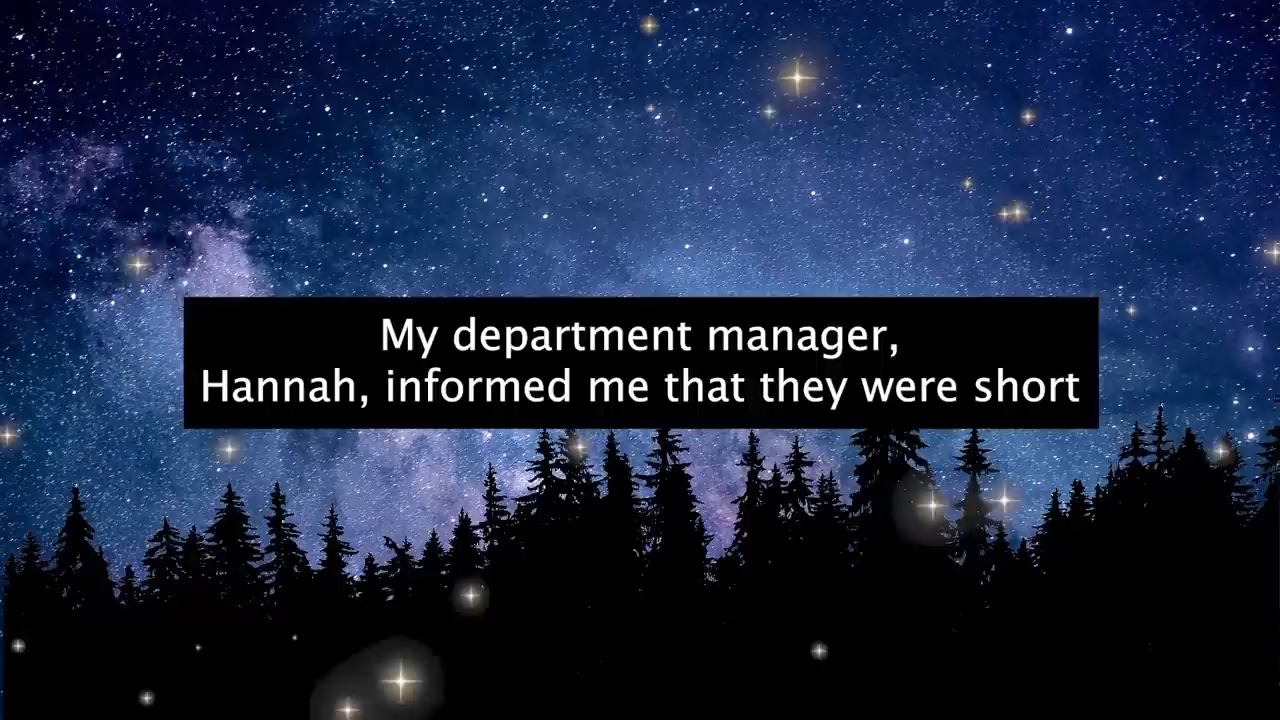 My department manager,
Hannah, informed me that they were short